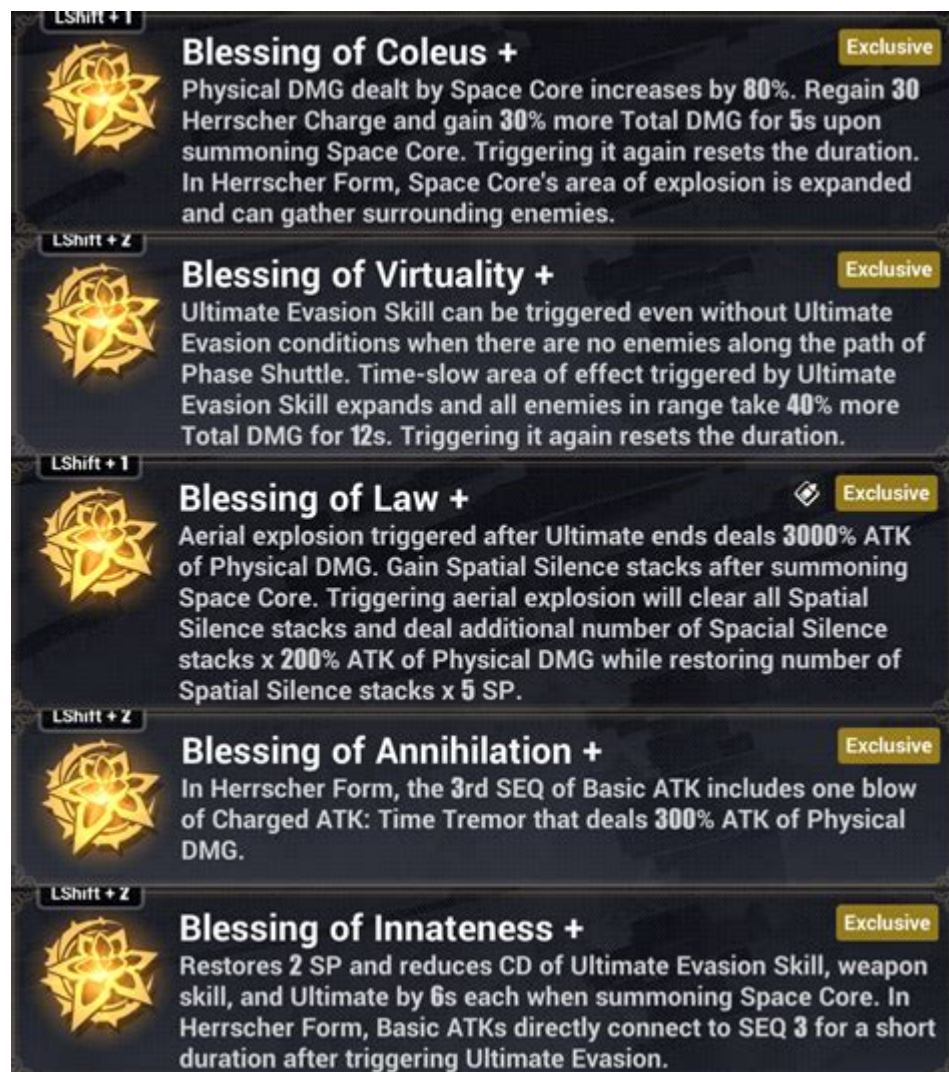 LShift + 1
Blessing of Coleus +
Exclusive
Physical DMG dealt by Space Core increases by 80%. Regain 30
Herrscher Charge and gain 30% more Total DMG for 5s upon
summoning Space Core. Triggering it again resets the duration.
In Herrscher Form, Space Core's area of explosion is expanded
and can gather surrounding enemies.
LShift + 2
Blessing of Virtuality +
Exclusive
Ultimate Evasion Skill can be triggered even without Ultimate
Evasion conditions when there are no enemies along the path of
Phase Shuttle. Time-slow area of effect triggered by Ultimate
Evasion Skill expands and all enemies in range take 40% more
Total DMG for 12s. Triggering it again resets the duration.
LShift + 1
Blessing of Law +
Exclusive
Aerial explosion triggered after Ultimate ends deals 3000% ATK
of Physical DMG. Gain Spatial Silence stacks after summoning
Space Core. Triggering aerial explosion will clear all Spatial
Silence stacks and deal additional number of Spacial Silence
stacks x 200% ATK of Physical DMG while restoring number of
Spatial Silence stacks x 5 SP.
LShift + 2
Blessing of Annihilation +
Exclusive
In Herrscher Form, the 3rd SEQ of Basic ATK includes one blow
of Charged ATK: Time Tremor that deals 300% ATK of Physical
DMG.
LShift + 2
Blessing of Innateness +
Exclusive
Restores 2 SP and reduces CD of Ultimate Evasion Skill, weapon
skill, and Ultimate by 6s each when summoning Space Core. In
Herrscher Form, Basic ATKs directly connect to SEQ 3 for a short
duration after triggering Ultimate Evasion.